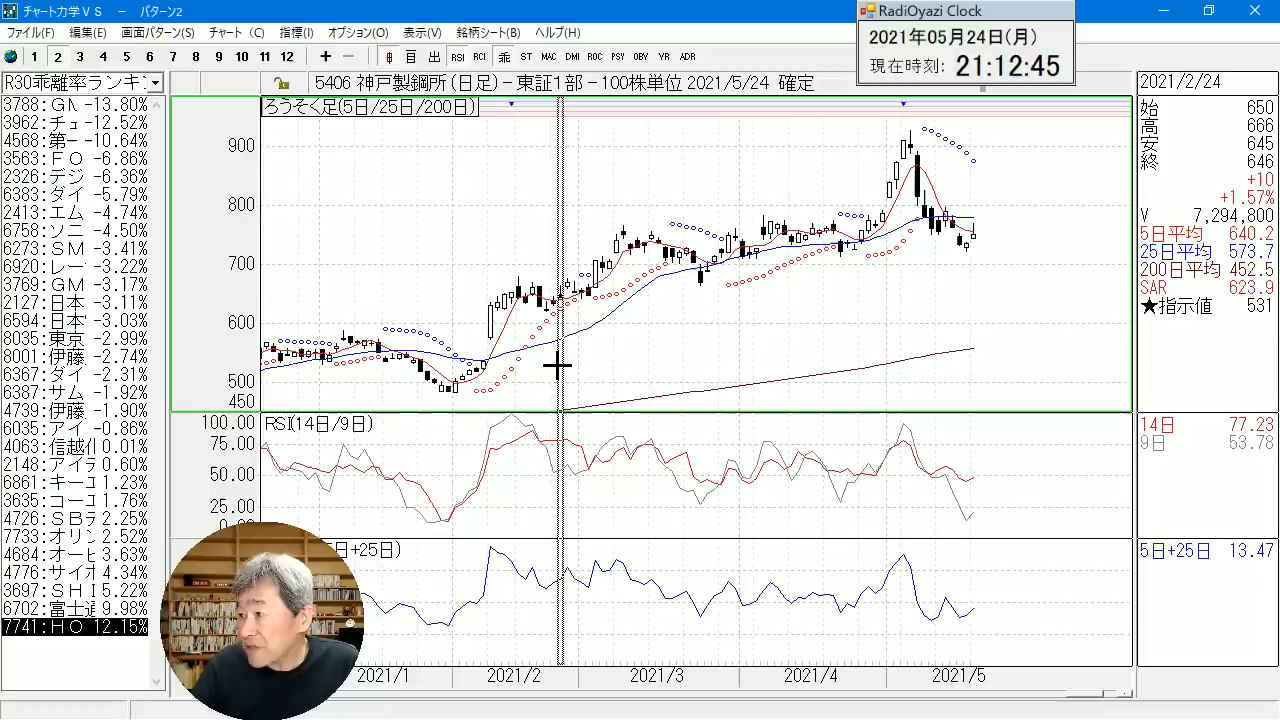 チャート力学ＶＳ － パターン2
RadiOyazi Clock
2021年05月24日(月)
現在時刻: 21:12:45
ファイル(F) 編集(E) 画面パターン(S) チャート (C) 指標(I) オプション(O) 表示(V) 銘柄シート(B) ヘルプ(H)
1 2 3 4 5 6 7 8 9 10 11 12 + － RSI RCI 乖 ST MAC DMI ROC PSY OBV YR ADR
R30乖離率ランキン
5406 神戸製鋼所 (日足)－東証1部－100株単位 2021/5/24 確定
2021/2/24
ろうそく足(5日/25日/200日)
3788: GM -13.80%
3962: チュ -12.52%
4568: 第一 -10.64%
3563: ＦＯ -6.86%
2326: デジ -6.36%
6383: ダイ -5.79%
2413: エム -4.74%
6758: ソニ -4.50%
6273: ＳＭ -3.41%
6920: レー -3.22%
3769: GM -3.17%
2127: 日本 -3.11%
6594: 日本 -3.03%
8035: 東京 -2.99%
8001: 伊藤 -2.74%
6367: ダイ -2.31%
6367: サム -1.92%
4739: 伊藤 -1.90%
6035: アイ -0.86%
4063: 信越 0.01%
2148: アイ 0.60%
6861: キー 1.23%
3635: コー 1.76%
4726: ＳＢ 2.25%
7733: オリン 2.52%
4684: オー 3.63%
4776: サイオ 4.34%
3697: ＳＨ 5.22%
6702: 富士 9.98%
7741: ＨＯ 12.15%
900
800
700
600
500
450
始 650
高 666
安 645
終 646
+10
+1.57%
V 7,294,800
5日平均 640.2
25日平均 573.7
200日平均 452.5
SAR 623.9
★指示値 531
RSI(14日/9日)
100.00
75.00
50.00
25.00
0.00
14日 77.23
9日 53.78
日+25日)
5日+25日 13.47
2021/1 2021/2 2021/3 2021/4 2021/5